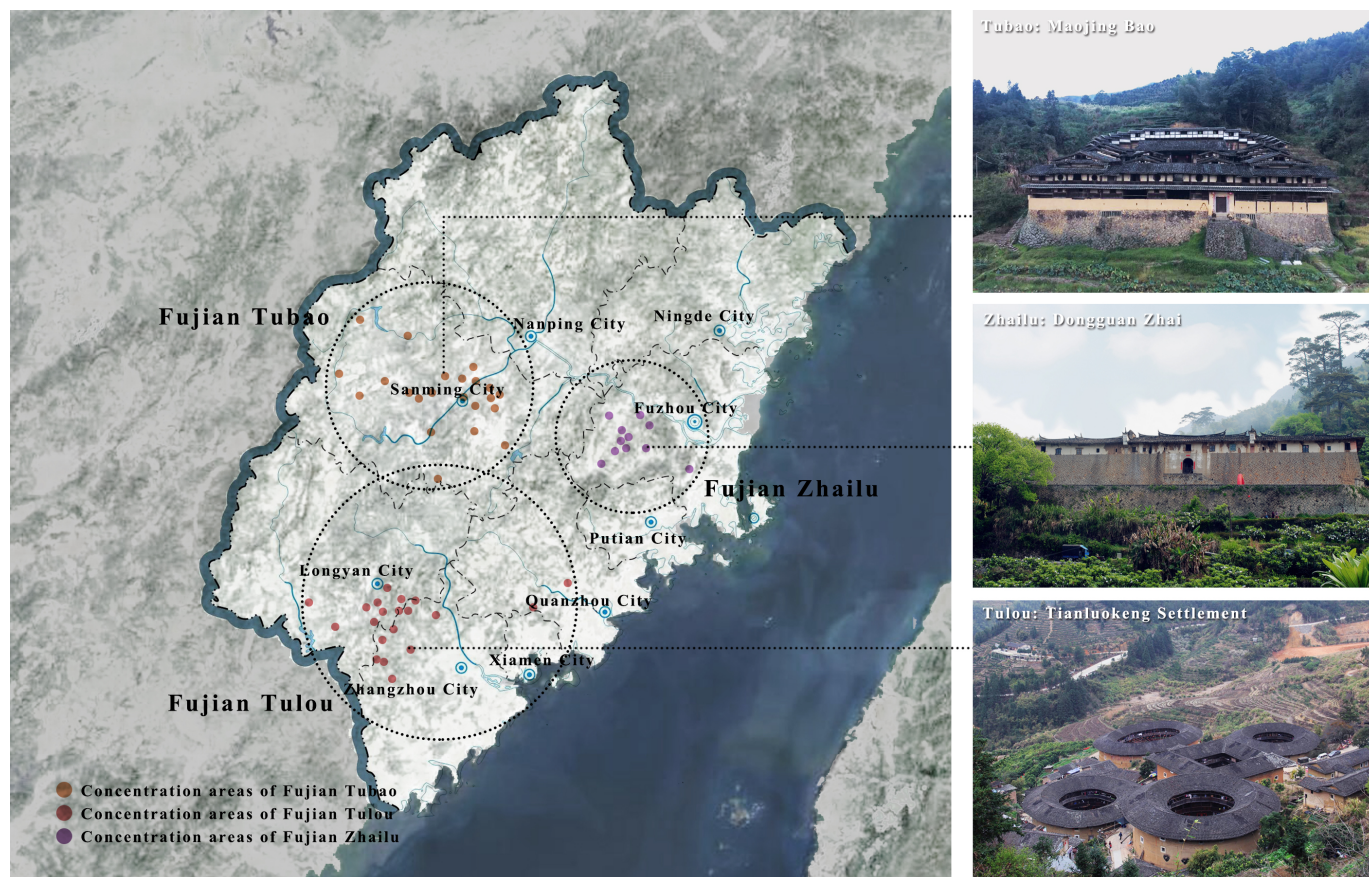 Tubao: Maojing Bao
Fujian Tubao
Nanping City
Ningde City
Zhailu: Dongguan Zhai
Sanming City
Fuzhou City
Fujian Zhailu
Putian City
Longyan City
Quanzhou City
Tulou: Tianluokeng Settlement
Xiamen City
Zhangzhou City
Fujian Tulou
Concentration areas of Fujian Tubao
Concentration areas of Fujian Tulou
Concentration areas of Fujian Zhailu